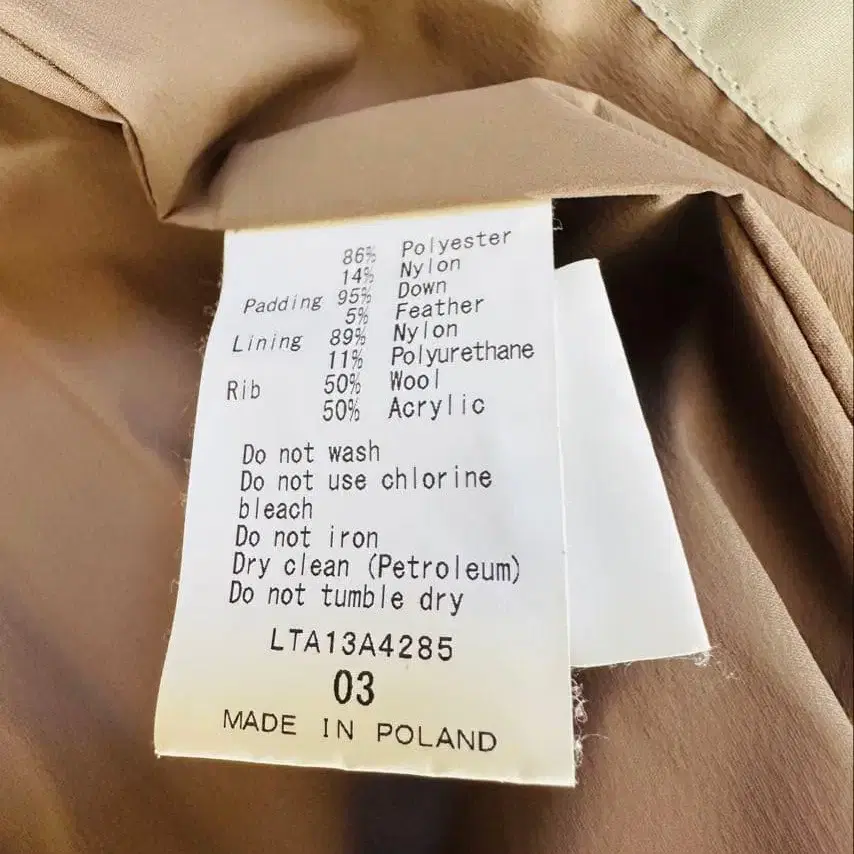 86% Polyester
14% Nylon
Padding 95% Down
5% Feather
Lining 89% Nylon
11% Polyurethane
Rib 50% Wool
50% Acrylic
Do not wash
Do not use chlorine
bleach
Do not iron
Dry clean (Petroleum)
Do not tumble dry
LTA13A4285
03
MADE IN POLAND